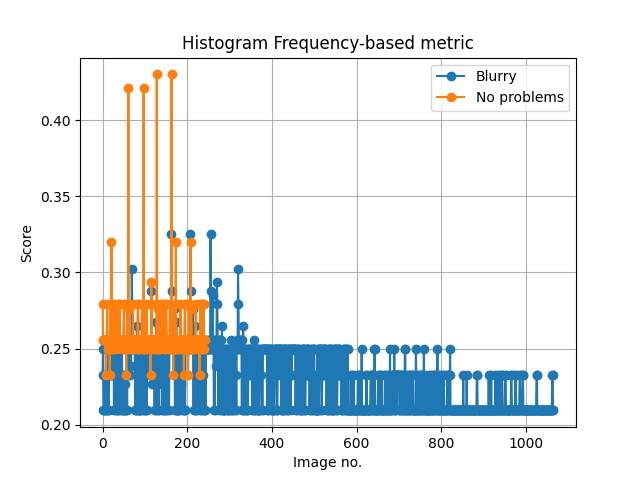 Histogram Frequency-based metric
Blurry
No problems
0.40
0.35
0.30
0.25
0.20
Score
0 200 400 600 800 1000
Image no.